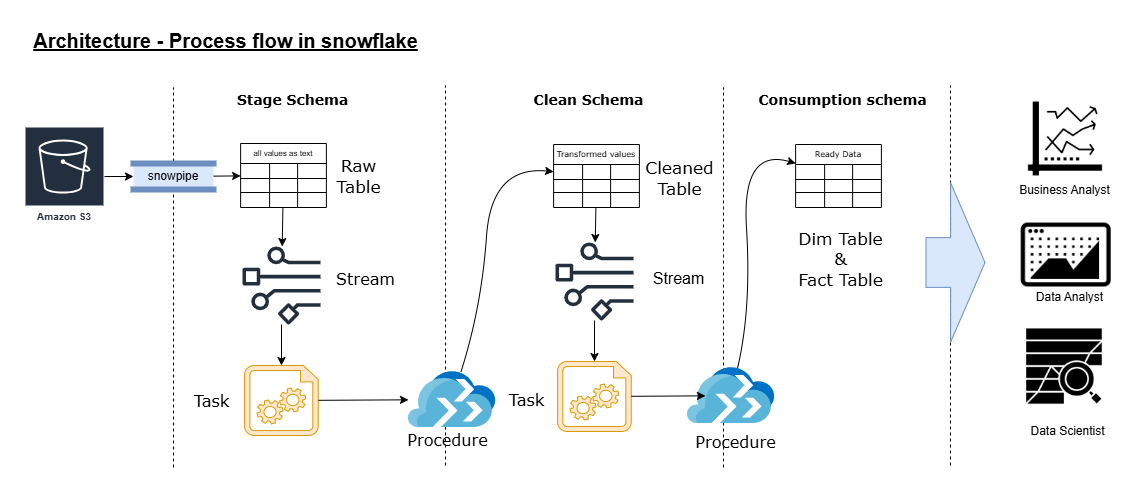 Architecture - Process flow in snowflake
Stage Schema
Clean Schema
Consumption schema
Amazon S3
snowpipe
all values as text
Raw
Table
Stream
Task
Procedure
Transformed values
Cleaned
Table
Stream
Task
Procedure
Ready Data
Dim Table
&
Fact Table
Business Analyst
Data Analyst
Data Scientist